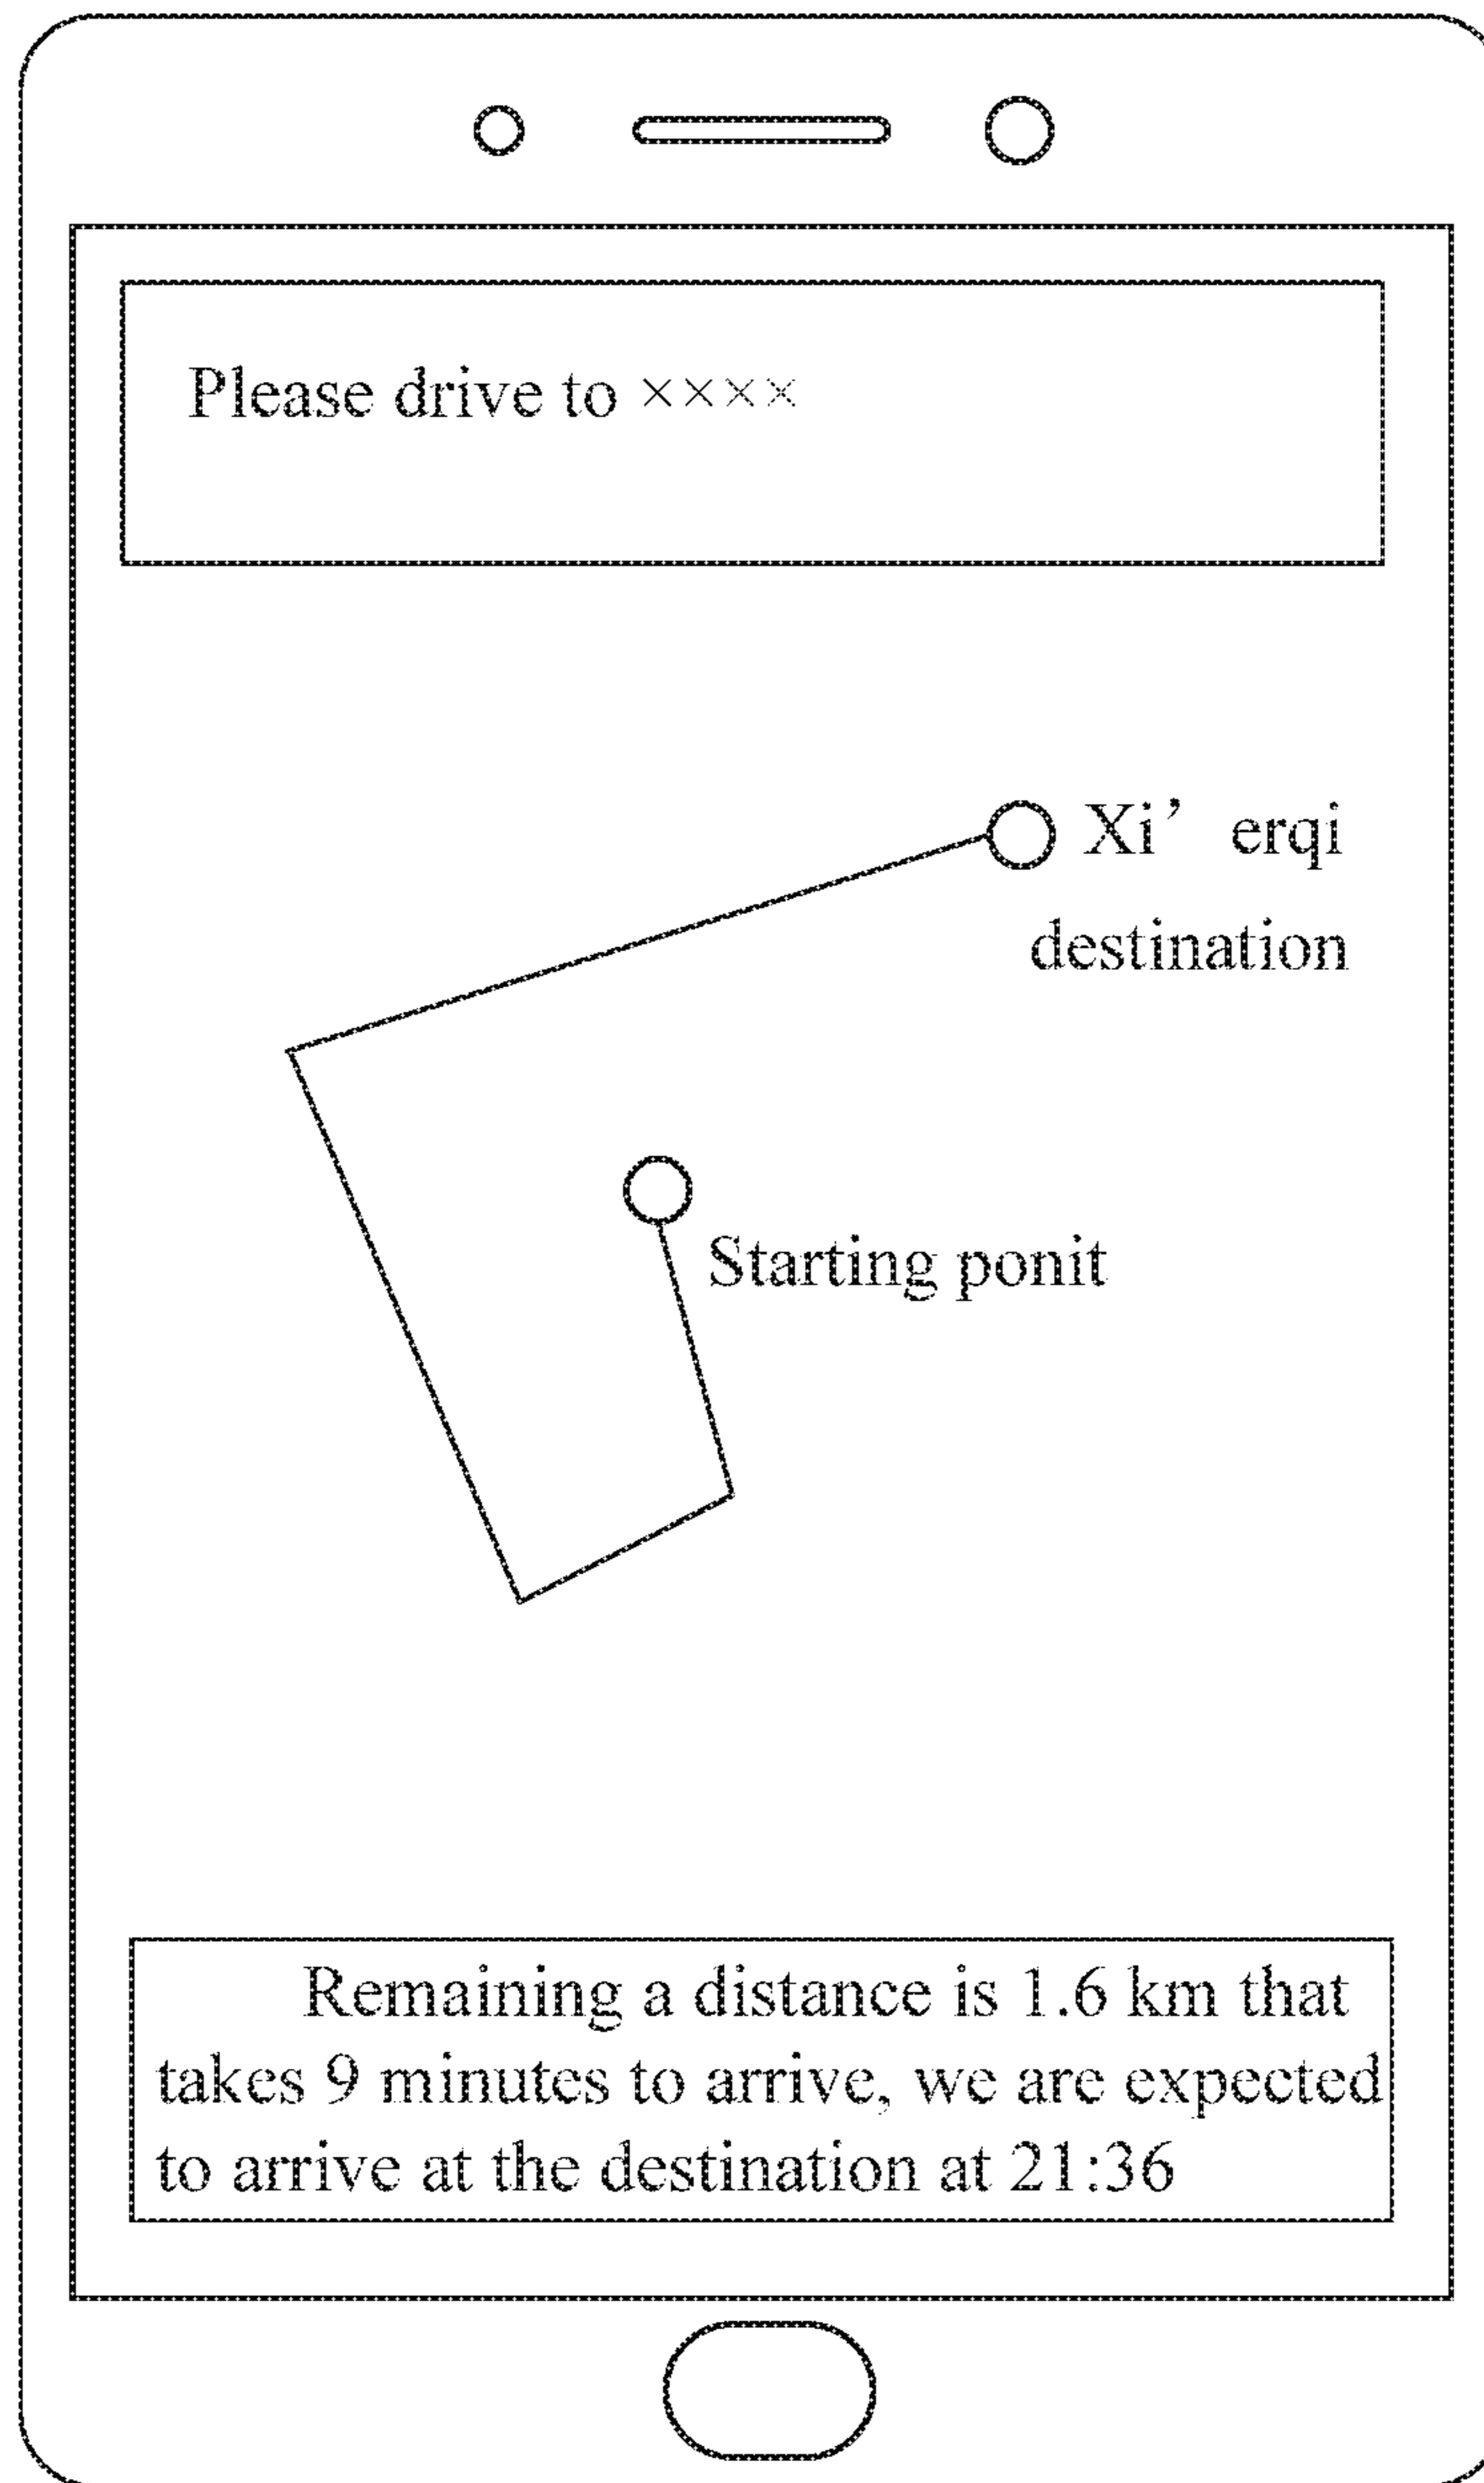 Please drive to ××××
Xi’ erqi
destination
Starting ponit
Remaining a distance is 1.6 km that
takes 9 minutes to arrive, we are expected
to arrive at the destination at 21:36